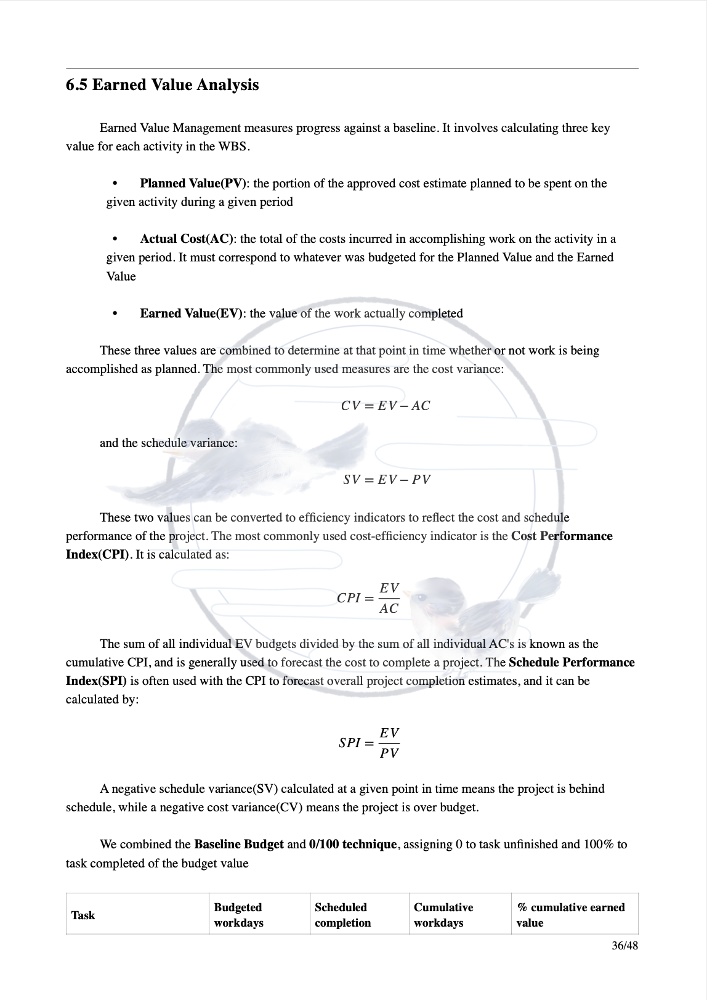 6.5 Earned Value Analysis
Earned Value Management measures progress against a baseline. It involves calculating three key
value for each activity in the WBS.
• Planned Value(PV): the portion of the approved cost estimate planned to be spent on the
given activity during a given period
• Actual Cost(AC): the total of the costs incurred in accomplishing work on the activity in a
given period. It must correspond to whatever was budgeted for the Planned Value and the Earned
Value
• Earned Value(EV): the value of the work actually completed
These three values are combined to determine at that point in time whether or not work is being
accomplished as planned. The most commonly used measures are the cost variance:
CV = EV – AC
and the schedule variance:
SV = EV – PV
These two values can be converted to efficiency indicators to reflect the cost and schedule
performance of the project. The most commonly used cost-efficiency indicator is the Cost Performance
Index(CPI). It is calculated as:
CPI = EV / AC
The sum of all individual EV budgets divided by the sum of all individual AC's is known as the
cumulative CPI, and is generally used to forecast the cost to complete a project. The Schedule Performance
Index(SPI) is often used with the CPI to forecast overall project completion estimates, and it can be
calculated by:
SPI = EV / PV
A negative schedule variance(SV) calculated at a given point in time means the project is behind
schedule, while a negative cost variance(CV) means the project is over budget.
We combined the Baseline Budget and 0/100 technique, assigning 0 to task unfinished and 100% to
task completed of the budget value
Task
Budgeted
workdays
Scheduled
completion
Cumulative
workdays
% cumulative earned
value
36/48